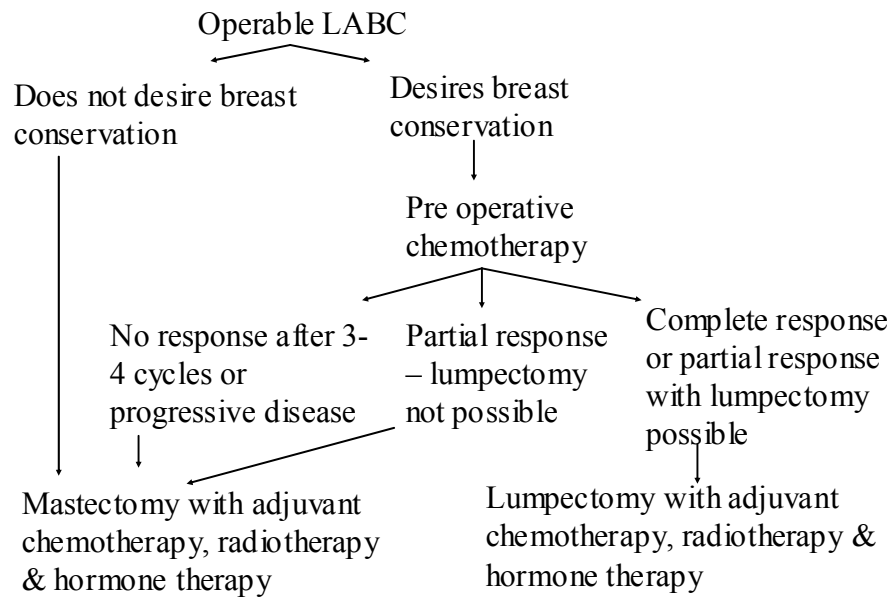 Operable LABC
Does not desire breast
conservation
Desires breast
conservation
Pre operative
chemotherapy
No response after 3-
4 cycles or
progressive disease
Partial response
– lumpectomy
not possible
Complete response
or partial response
with lumpectomy
possible
Mastectomy with adjuvant
chemotherapy, radiotherapy
& hormone therapy
Lumpectomy with adjuvant
chemotherapy, radiotherapy &
hormone therapy